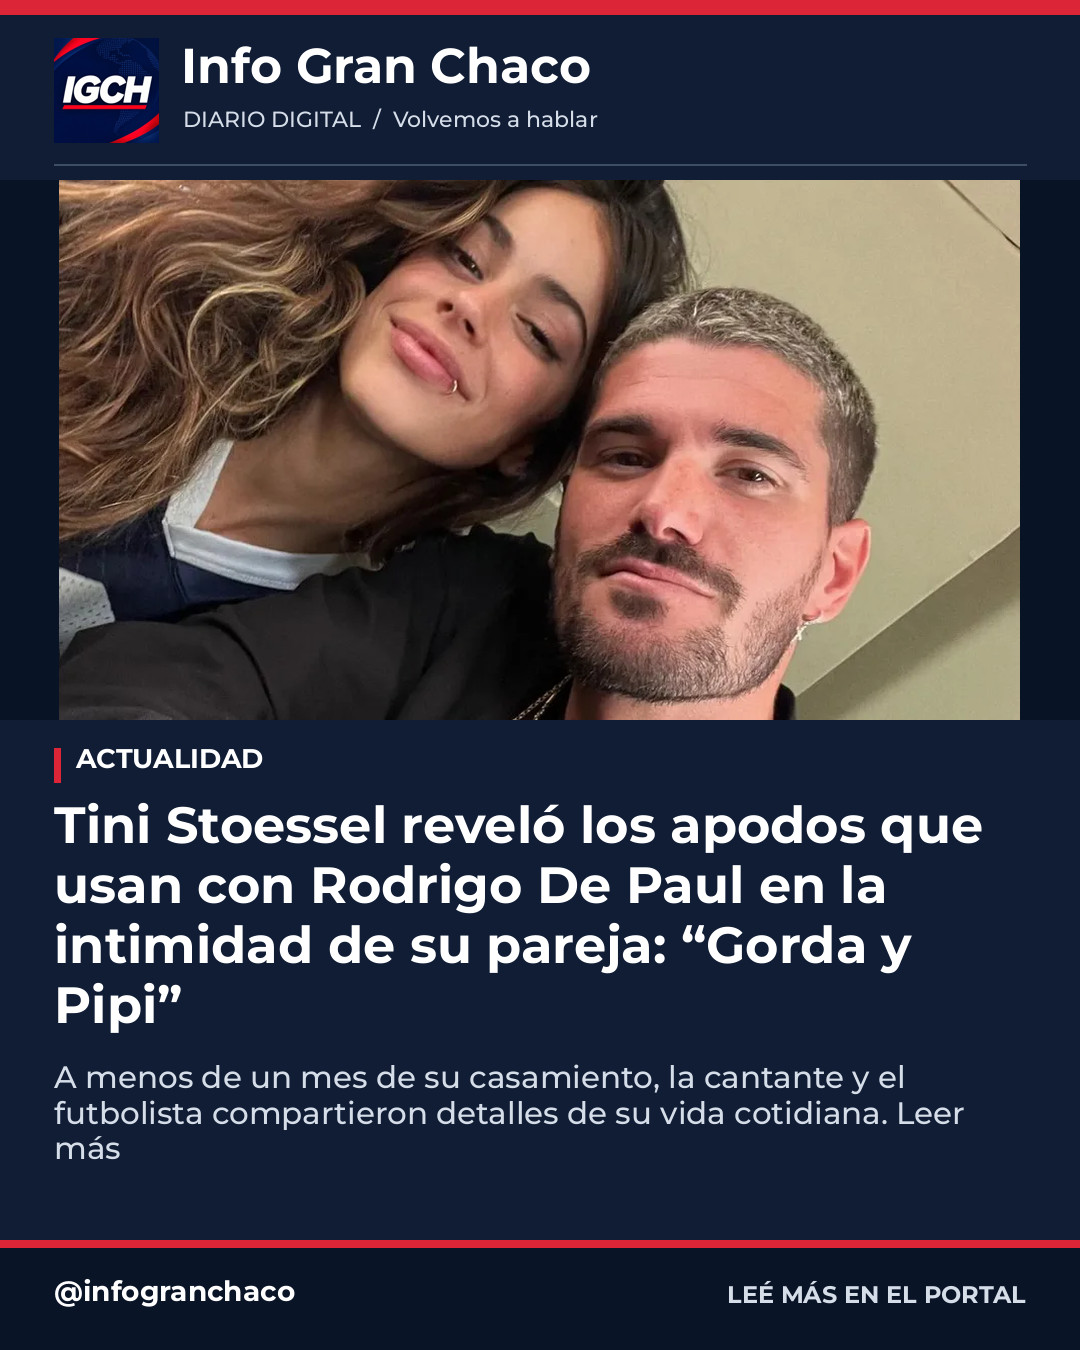 IGCH
Info Gran Chaco
DIARIO DIGITAL / Volvemos a hablar
ACTUALIDAD
Tini Stoessel reveló los apodos que
usan con Rodrigo De Paul en la
intimidad de su pareja: “Gorda y
Pipi”
A menos de un mes de su casamiento, la cantante y el
futbolista compartieron detalles de su vida cotidiana. Leer
más
@infogranchaco
LEÉ MÁS EN EL PORTAL